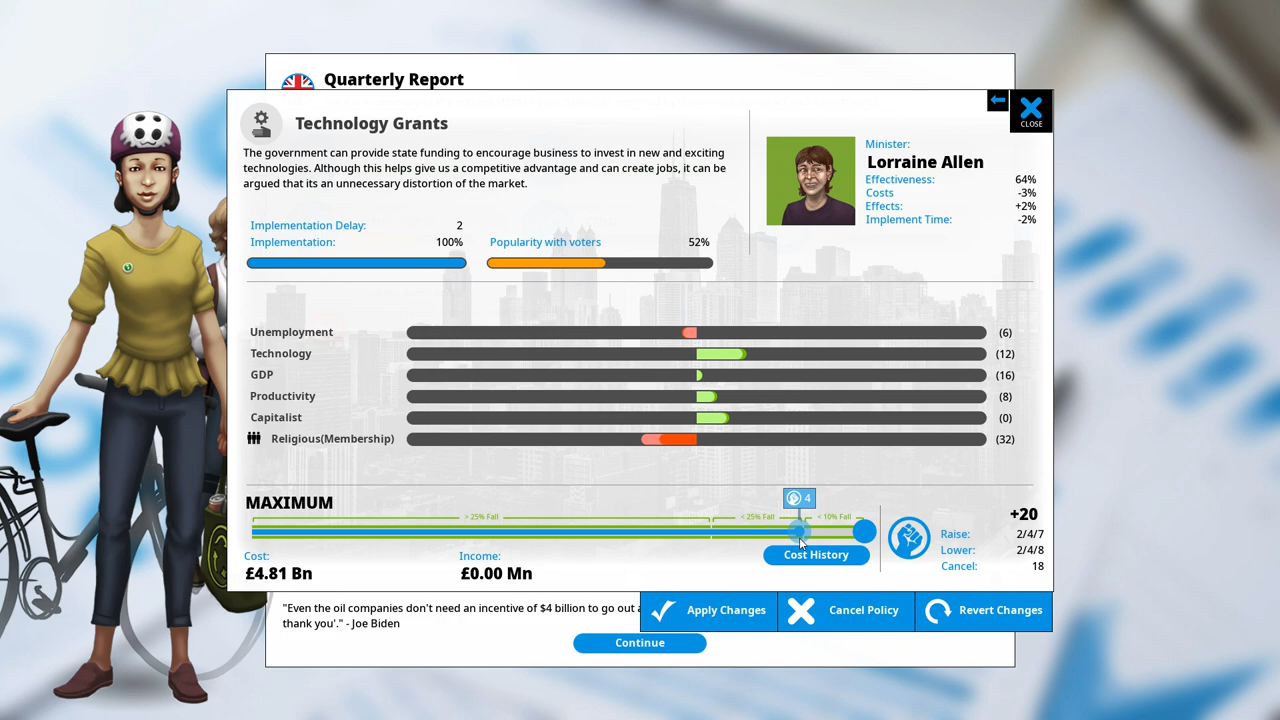 Quarterly Report
Technology Grants
CLOSE
The government can provide state funding to encourage business to invest in new and exciting
technologies. Although this helps give us a competitive advantage and can create jobs, it can be
argued that its an unnecessary distortion of the market.
Minister:
Lorraine Allen
Effectiveness: 64%
Costs -3%
Effects: +2%
Implement Time: -2%
Implementation Delay: 2
Implementation: 100%
Popularity with voters 52%
Unemployment (6)
Technology (12)
GDP (16)
Productivity (8)
Capitalist (0)
Religious(Membership) (32)
MAXIMUM
4
> 25% Fall < 25% Fall < 10% Fall
+20
Raise: 2/4/7
Lower: 2/4/8
Cancel: 18
Cost: Income:
£4.81 Bn £0.00 Mn
Cost History
"Even the oil companies don't need an incentive of $4 billion to go out
thank you'." - Joe Biden
Apply Changes Cancel Policy Revert Changes
Continue